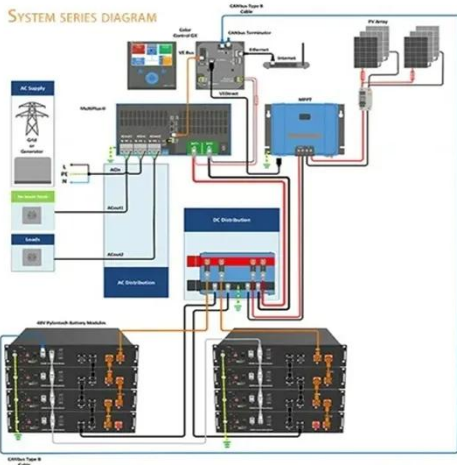 SYSTEM SERIES DIAGRAM
CANbus Type B
Cable
Color
Control GX
CANbus Terminator
PV Array
VE.Bus
Ethernet
Internet
AC Supply
VE.Direct
MultiPlus-II
MPPT
Grid
or
Generator
L
PE
N
ACin
ACout1
Loads
DC Distribution
ACout2
AC Distribution
48V Pylontech Battery Modules
CANbus Type B
Cable